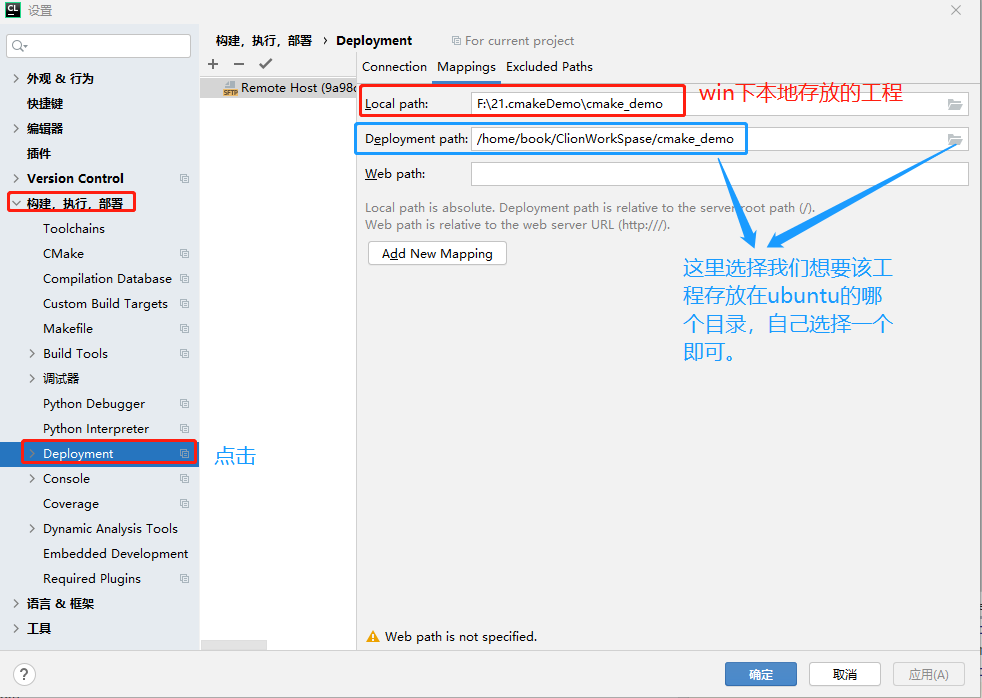 CL 设置
构建，执行，部署 › Deployment For current project
Connection Mappings Excluded Paths
外观 & 行为
快捷键
编辑器
插件
Version Control
构建，执行，部署
Toolchains
CMake
Compilation Database
Custom Build Targets
Makefile
Build Tools
调试器
Python Debugger
Python Interpreter
Deployment
Console
Coverage
Dynamic Analysis Tools
Embedded Development
Required Plugins
语言 & 框架
工具
点击
SFTP Remote Host (9a98c
Local path: F:\21.cmakeDemo\cmake_demo
win下本地存放的工程
Deployment path: /home/book/ClionWorkSpase/cmake_demo
Web path:
Local path is absolute. Deployment path is relative to the server root path (/).
Web path is relative to the web server URL (http:///).
Add New Mapping
这里选择我们想要该工
程存放在ubuntu的哪
个目录，自己选择一个
即可。
Web path is not specified.
? 确定 取消 应用(A)